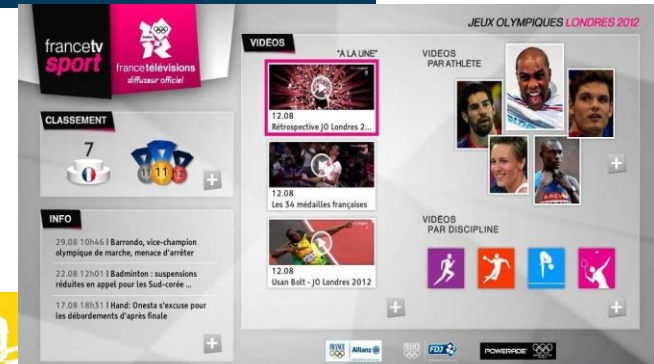 JEUX OLYMPIQUES LONDRES 2012
francetv
sport
francetélévisions
diffuseur officiel
CLASSEMENT
7
11 11 12
INFO
29.08 10h46 I Barrondo, vice-champion
olympique de marche, menace d'arrêter
22.08 12h01 I Badminton : suspensions
réduites en appel pour les Sud-corée ...
17.08 18h31 I Hand: Onesta s'excuse pour
les débordements d'après finale
VIDEOS
"A LA UNE"
12.08
Rétrospective JO Londres 2...
12.08
Les 34 médailles françaises
12.08
Usan Bolt - JO Londres 2012
VIDEOS
PAR ATHLÈTE
AREVA
VIDEOS
PAR DISCIPLINE
FRANCE
Allianz
FDJ
POWERADE